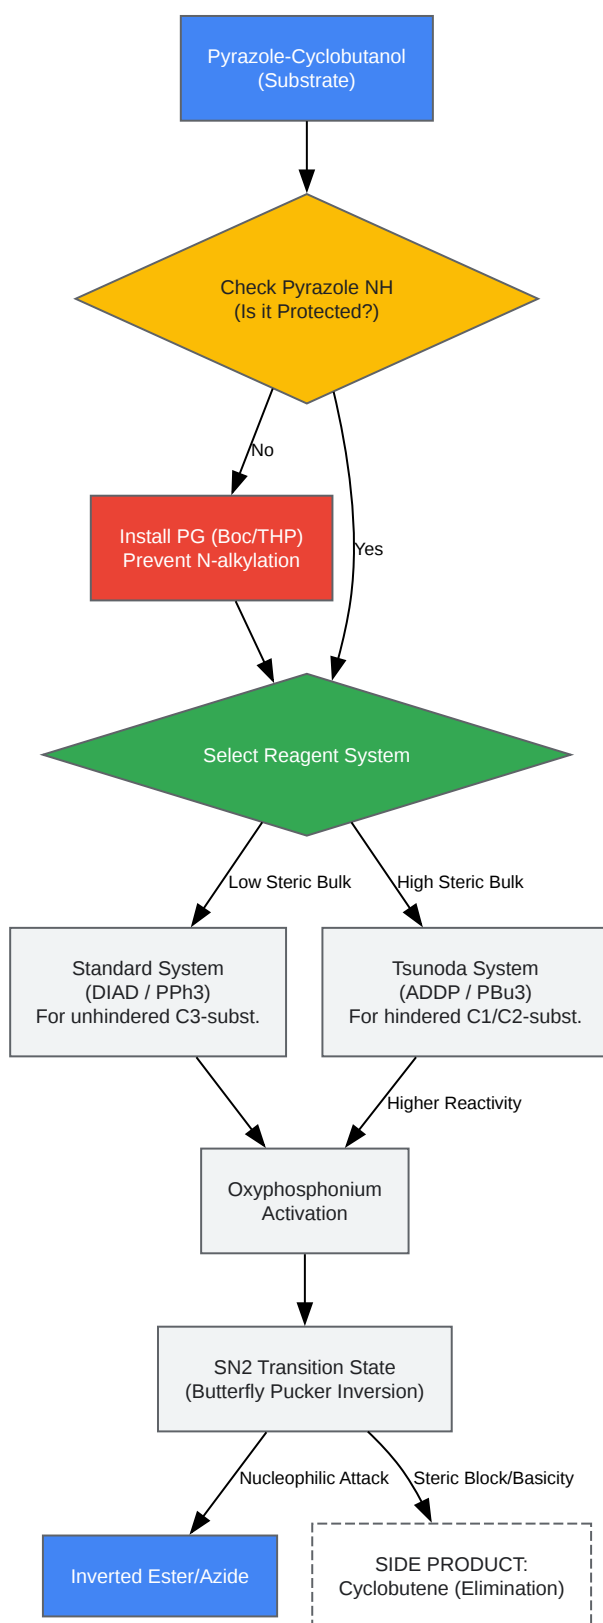 Pyrazole-Cyclobutanol
(Substrate)
Check Pyrazole NH
(Is it Protected?)
No
Install PG (Boc/THP)
Prevent N-alkylation
Yes
Select Reagent System
Low Steric Bulk
High Steric Bulk
Standard System
(DIAD / PPh3)
For unhindered C3-subst.
Tsunoda System
(ADDP / PBu3)
For hindered C1/C2-subst.
Higher Reactivity
Oxyphosphonium
Activation
SN2 Transition State
(Butterfly Pucker Inversion)
Nucleophilic Attack
Steric Block/Basicity
Inverted Ester/Azide
SIDE PRODUCT:
Cyclobutene (Elimination)